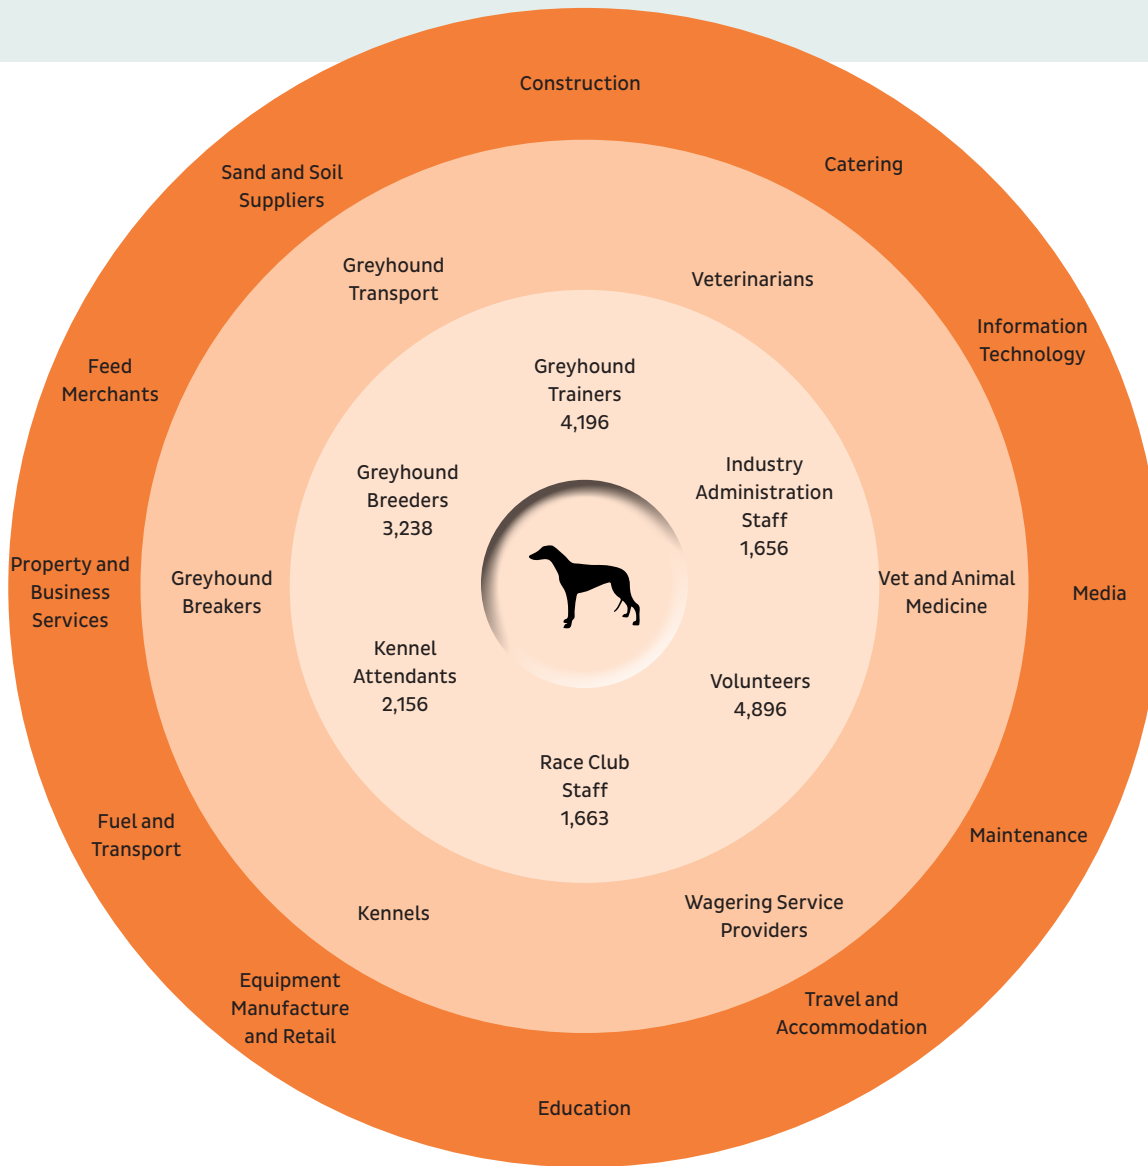 Construction
Catering
Sand and Soil
Suppliers
Greyhound
Transport
Veterinarians
Information
Technology
Feed
Merchants
Greyhound
Trainers
4,196
Greyhound
Breeders
3,238
Industry
Administration
Staff
1,656
Property and
Business
Services
Greyhound
Breakers
Vet and Animal
Medicine
Media
Kennel
Attendants
2,156
Volunteers
4,896
Race Club
Staff
1,663
Fuel and
Transport
Maintenance
Kennels
Wagering Service
Providers
Equipment
Manufacture
and Retail
Travel and
Accommodation
Education